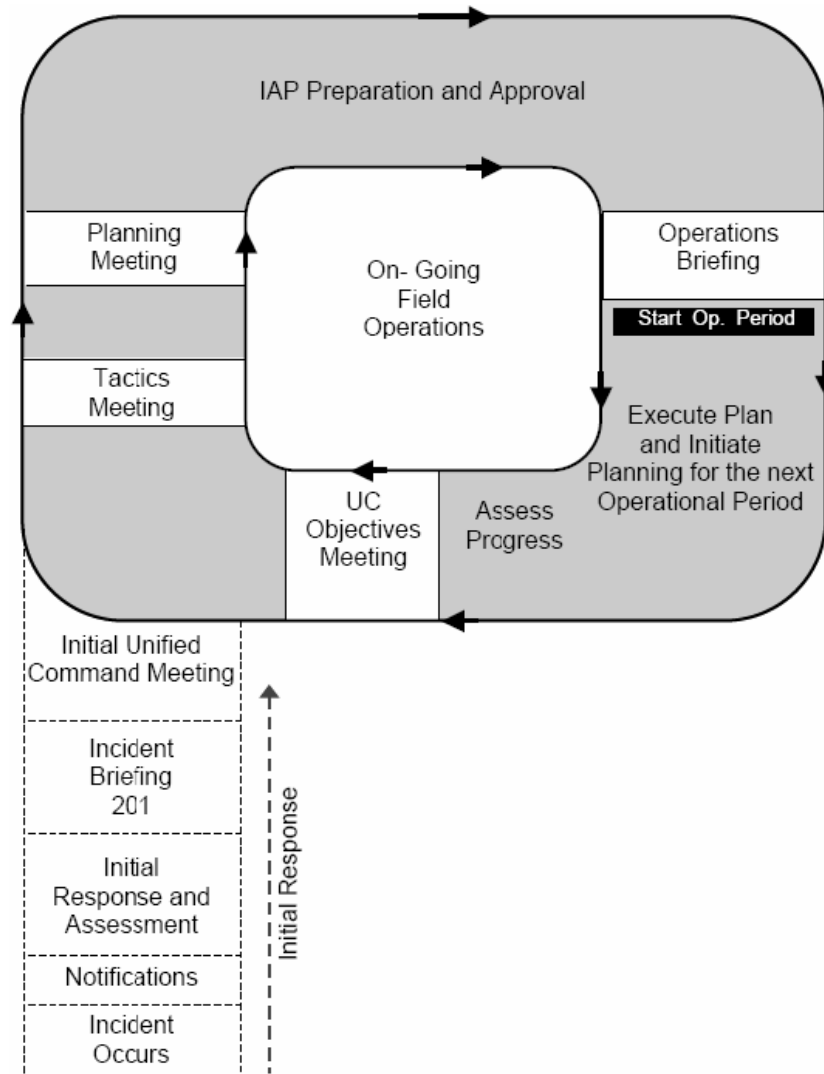 IAP Preparation and Approval
Planning
Meeting
On- Going
Field
Operations
Operations
Briefing
Start Op. Period
Tactics
Meeting
Execute Plan
and Initiate
Planning for the next
Operational Period
UC
Objectives
Meeting
Assess
Progress
Initial Unified
Command Meeting
Incident
Briefing
201
Initial
Response and
Assessment
Notifications
Incident
Occurs
Initial Response